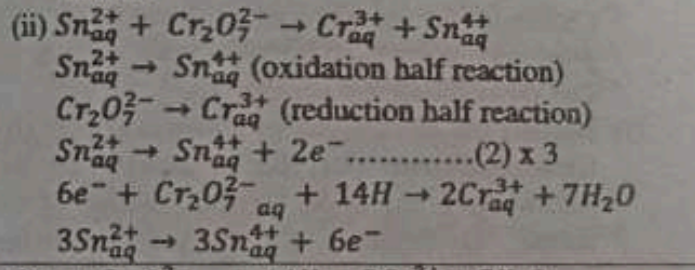 (ii) Sn²⁺aq + Cr₂O₇²⁻ → Cr³⁺aq + Sn⁴⁺aq
Sn²⁺aq → Sn⁴⁺aq (oxidation half reaction)
Cr₂O₇²⁻ → Cr³⁺aq (reduction half reaction)
Sn²⁺aq → Sn⁴⁺aq + 2e⁻.............(2) x 3
6e⁻ + Cr₂O₇²⁻aq + 14H → 2Cr³⁺aq + 7H₂O
3Sn²⁺aq → 3Sn⁴⁺aq + 6e⁻